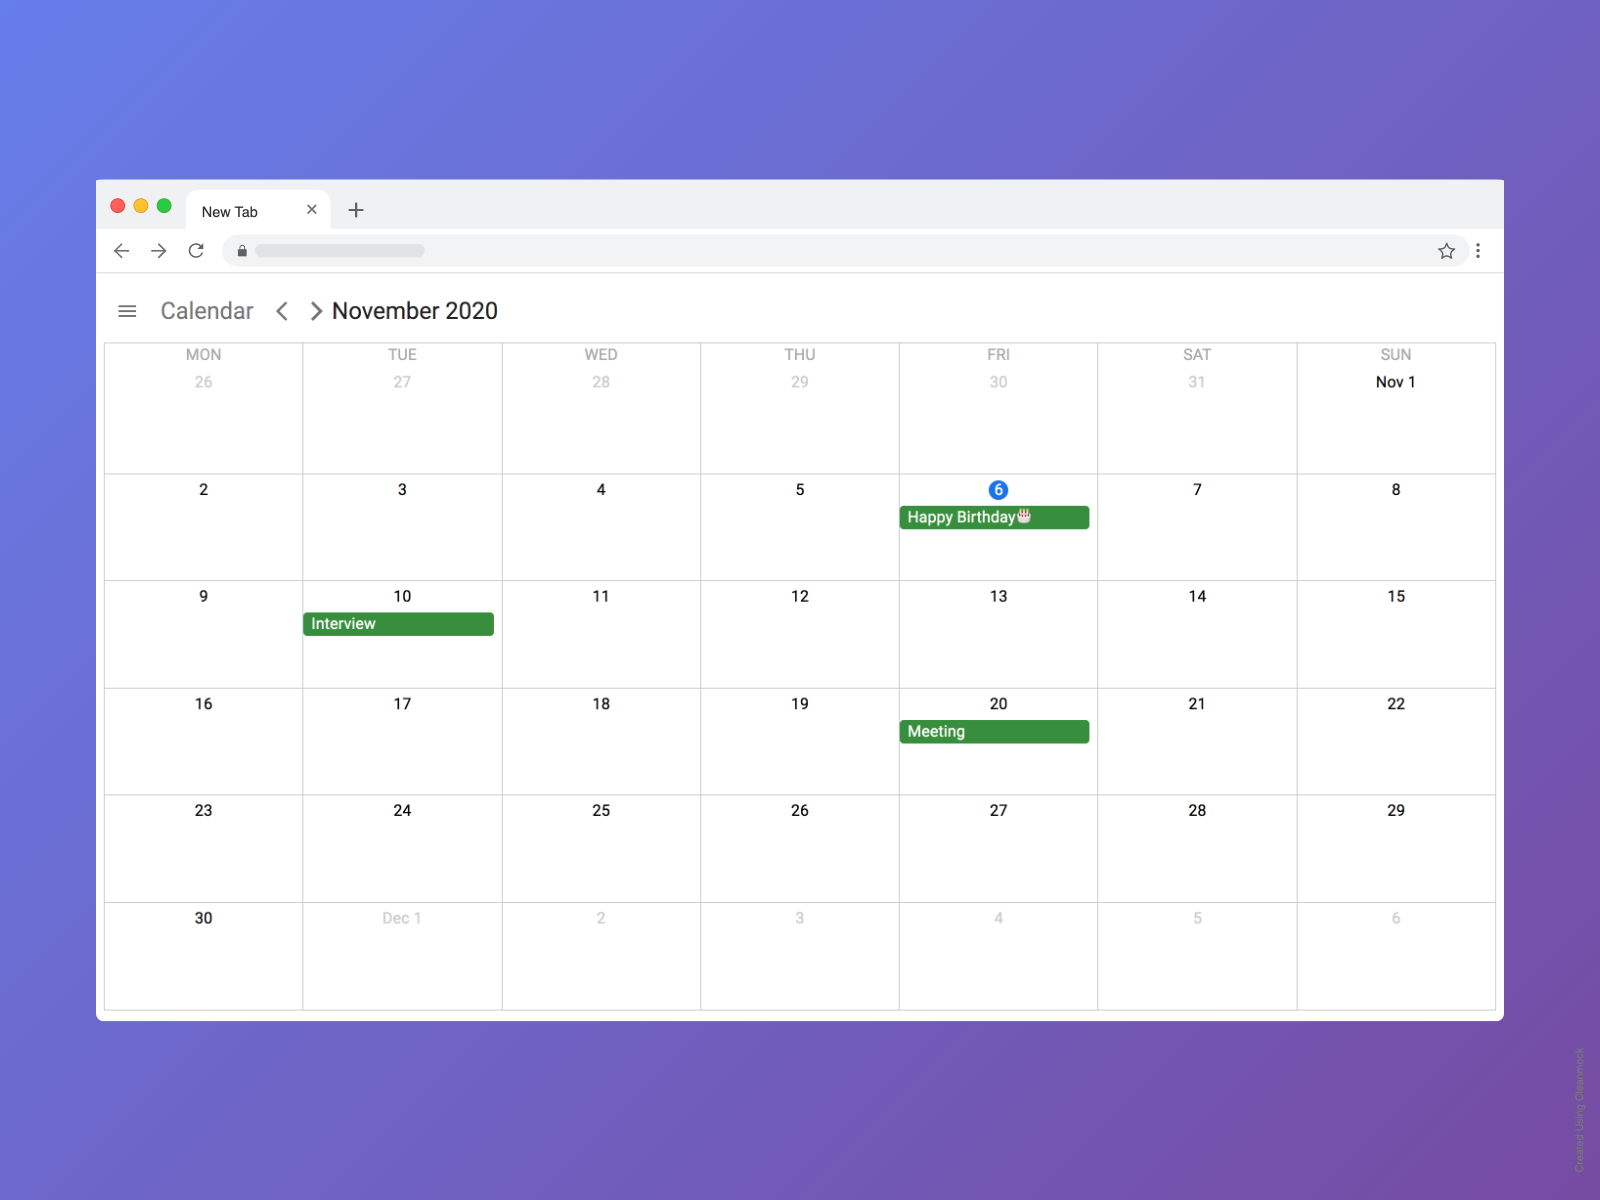 New Tab
Calendar November 2020
MON TUE WED THU FRI SAT SUN
26 27 28 29 30 31 Nov 1
2 3 4 5 6 7 8
Happy Birthday🎂
9 10 11 12 13 14 15
Interview
16 17 18 19 20 21 22
Meeting
23 24 25 26 27 28 29
30 Dec 1 2 3 4 5 6
Created Using Cleanmock